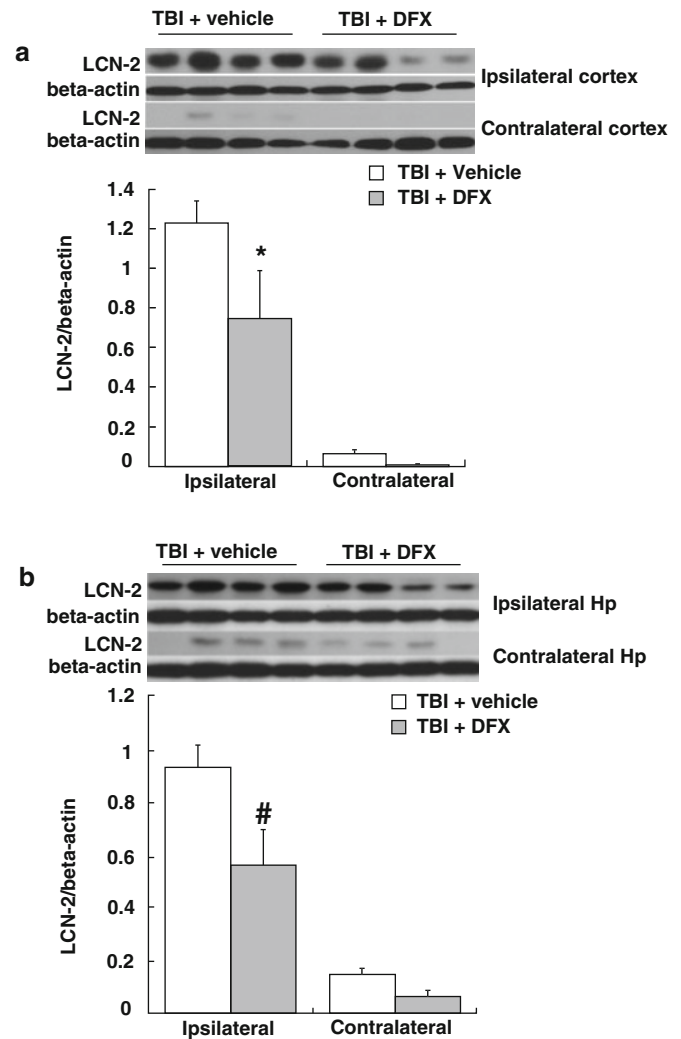 a
TBI + vehicle TBI + DFX
LCN-2
beta-actin
Ipsilateral cortex
LCN-2
beta-actin
Contralateral cortex
TBI + Vehicle
TBI + DFX
LCN-2/beta-actin
1.4
1.2
1
0.8
0.6
0.4
0.2
0
*
Ipsilateral Contralateral
b
TBI + vehicle TBI + DFX
LCN-2
beta-actin
Ipsilateral Hp
LCN-2
beta-actin
Contralateral Hp
TBI + vehicle
TBI + DFX
LCN-2/beta-actin
1.2
1
0.8
0.6
0.4
0.2
0
#
Ipsilateral Contralateral